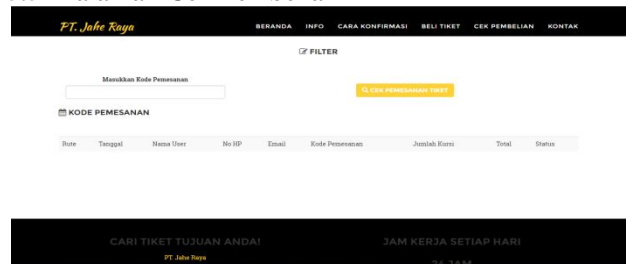 PT. Jahe Raya
BERANDA INFO CARA KONFIRMASI BELI TIKET CEK PEMBELIAN KONTAK
FILTER
Masukkan Kode Pemesanan
CEK PEMESANAN TIKET
KODE PEMESANAN
Rute Tanggal Nama User No HP Email Kode Pemesanan Jumlah Kursi Total Status
CARI TIKET TUJUAN ANDA! JAM KERJA SETIAP HARI
PT. Jahe Raya
24 JAM